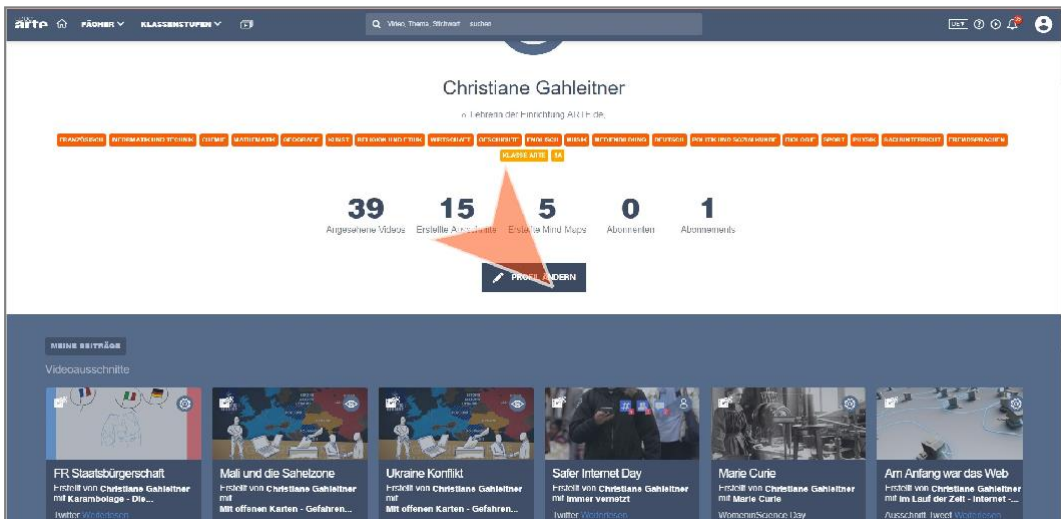 arte FÄCHER KLASSENSTUFEN Video, Thema, Stichwort suchen DE
Christiane Gahleitner
Lehrerin der Einrichtung ARTE de,
FRANZÖSISCH INFORMATIK UND TECHNIK CHEMIE MATHEMATIK GEOGRAFIE KUNST RELIGION UND ETHIK WIRTSCHAFT GESCHICHTE ENGLISCH MUSIK MEDIENBILDUNG DEUTSCH POLITIK UND SOZIALKUNDE BIOLOGIE SPORT PHYSIK SACHUNTERRICHT FREMDSPRACHEN
KLASSE ARTE
39 15 5 0 1
Angesehene Videos Erstellte Ausschnitte Erstellte Mind Maps Abonnenten Abonnements
PROFIL ÄNDERN
MEINE BEITRÄGE
Videoausschnitte
FR Staatsbürgerschaft Mali und die Sahelzone Ukraine Konflikt Safer Internet Day Marie Curie Am Anfang war das Web
Erstellt von Christiane Gahleitner Erstellt von Christiane Gahleitner Erstellt von Christiane Gahleitner Erstellt von Christiane Gahleitner Erstellt von Christiane Gahleitner Erstellt von Christiane Gahleitner
mit Karambolage - Die... mit mit mit Immer vernetzt mit Marie Curie mit Im Lauf der Zeit - Internet -...
Mit offenen Karten - Gefahren... Mit offenen Karten - Gefahren...
Twitter Weiterlesen Twitter Weiterlesen WomeninScience Day Ausschnitt Tweet Weiterlesen